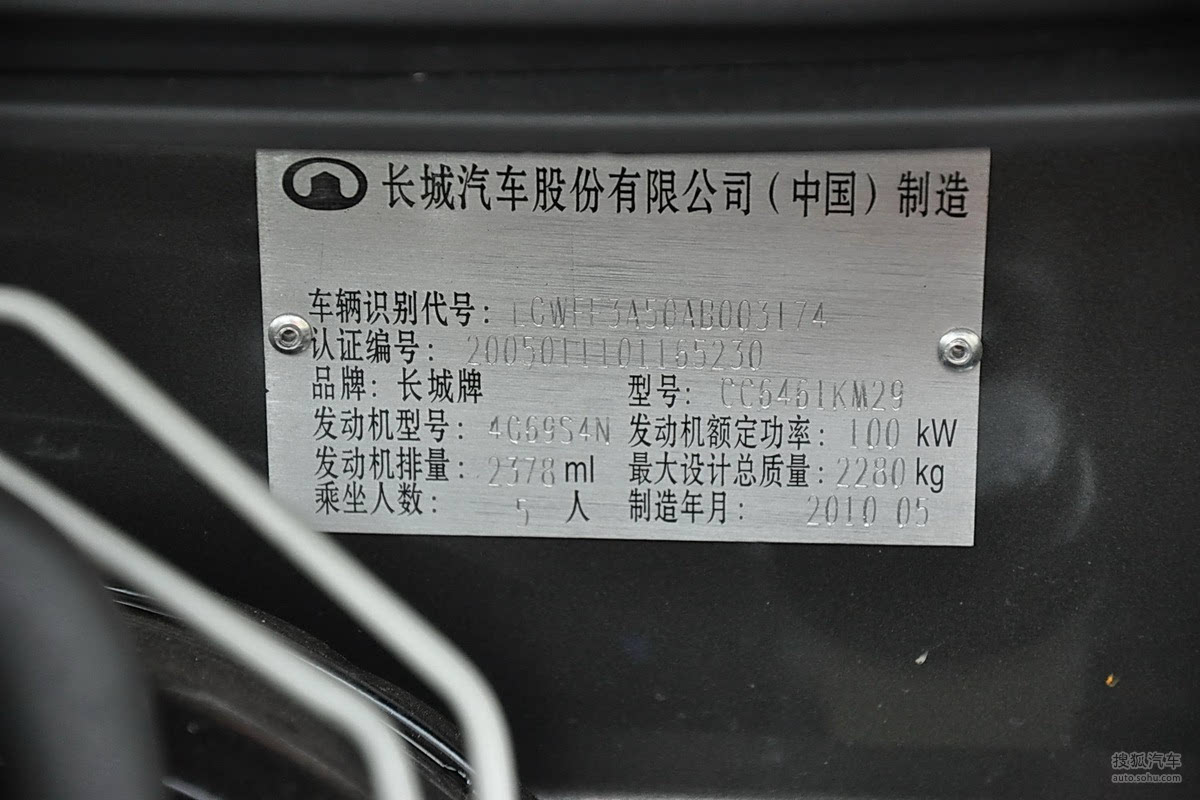 长城汽车股份有限公司（中国）制造
车辆识别代号：LGWFF3A50AB003174
认证编号：2005011101165230
品牌：长城牌 型号：CC6461KM29
发动机型号：4G69S4N 发动机额定功率：100 kW
发动机排量：2378 ml 最大设计总质量：2280 kg
乘坐人数：5 人 制造年月：2010 05
搜狐汽车
auto.sohu.com